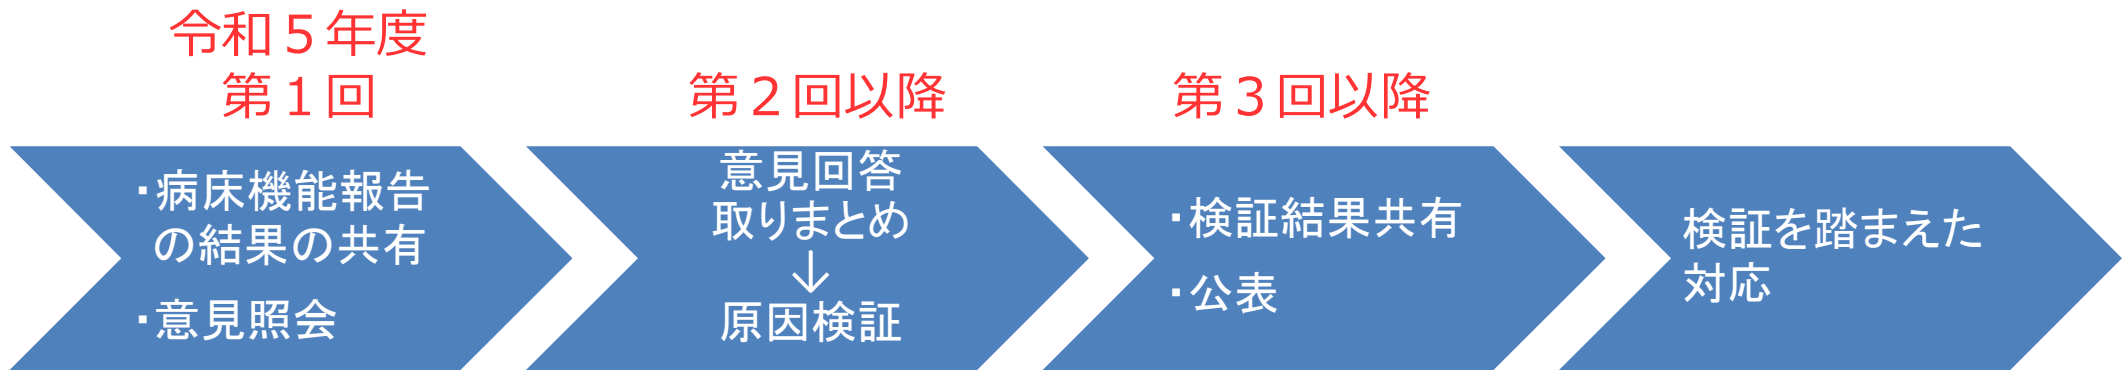 令和５年度
第１回
・病床機能報告
の結果の共有
・意見照会
第２回以降
意見回答
取りまとめ
↓
原因検証
第３回以降
・検証結果共有
・公表
検証を踏まえた
対応